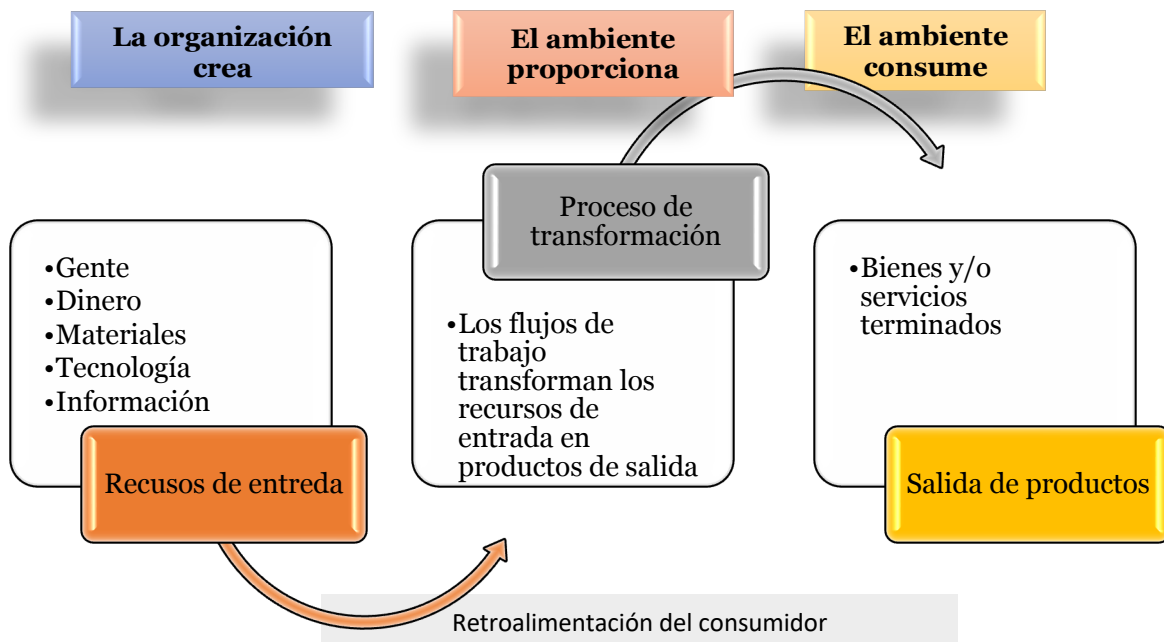 La organización
crea
El ambiente
proporciona
El ambiente
consume
•Gente
•Dinero
•Materiales
•Tecnología
•Información
Recusos de entreda
Proceso de
transformación
•Los flujos de
trabajo
transforman los
recursos de
entrada en
productos de salida
•Bienes y/o
servicios
terminados
Salida de productos
Retroalimentación del consumidor